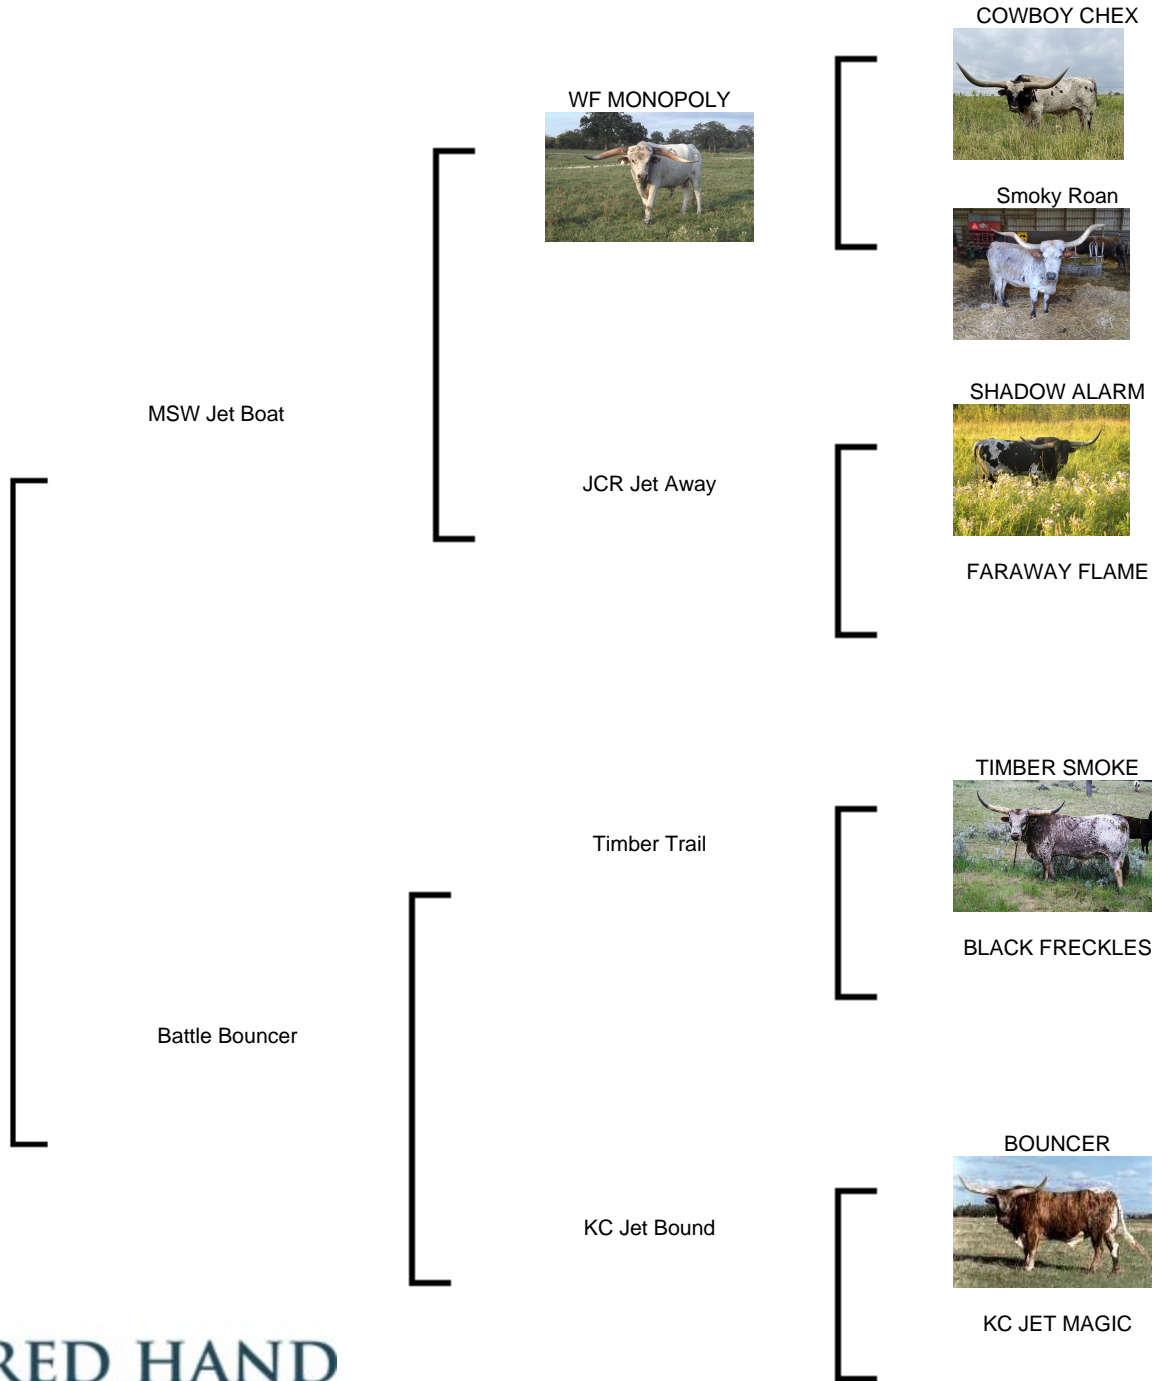 COWBOY CHEX
WF MONOPOLY
Smoky Roan
SHADOW ALARM
MSW Jet Boat
JCR Jet Away
FARAWAY FLAME
TIMBER SMOKE
Timber Trail
BLACK FRECKLES
Battle Bouncer
BOUNCER
KC Jet Bound
KC JET MAGIC
RED HAND